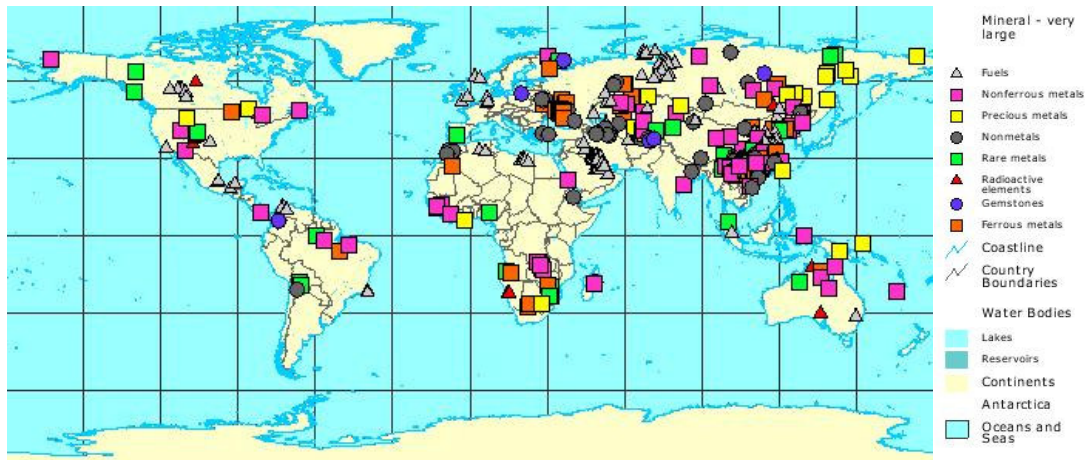 Mineral - very
large
Fuels
Nonferrous metals
Precious metals
Nonmetals
Rare metals
Radioactive
elements
Gemstones
Ferrous metals
Coastline
Country
Boundaries
Water Bodies
Lakes
Reservoirs
Continents
Antarctica
Oceans and
Seas